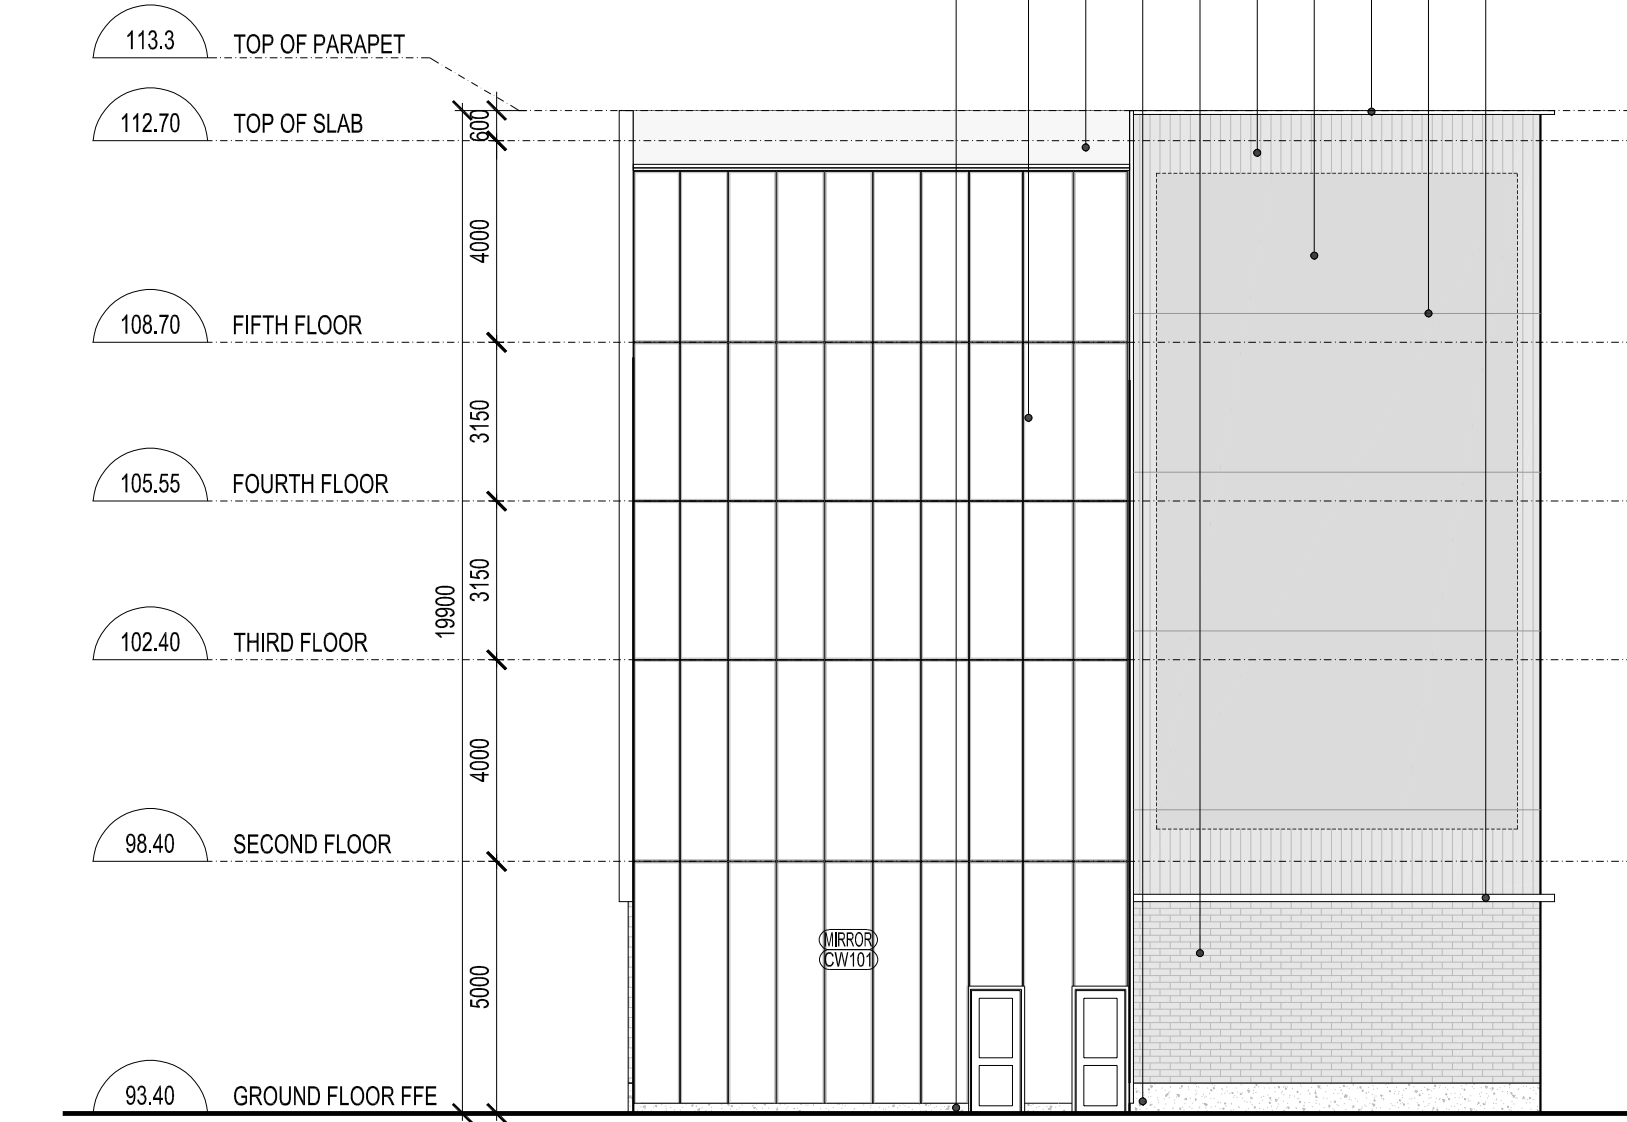 113.3 TOP OF PARAPET
112.70 TOP OF SLAB
600
4000
108.70 FIFTH FLOOR
3150
105.55 FOURTH FLOOR
3150
19900
102.40 THIRD FLOOR
4000
98.40 SECOND FLOOR
MIRROR
CW101
5000
93.40 GROUND FLOOR FFE